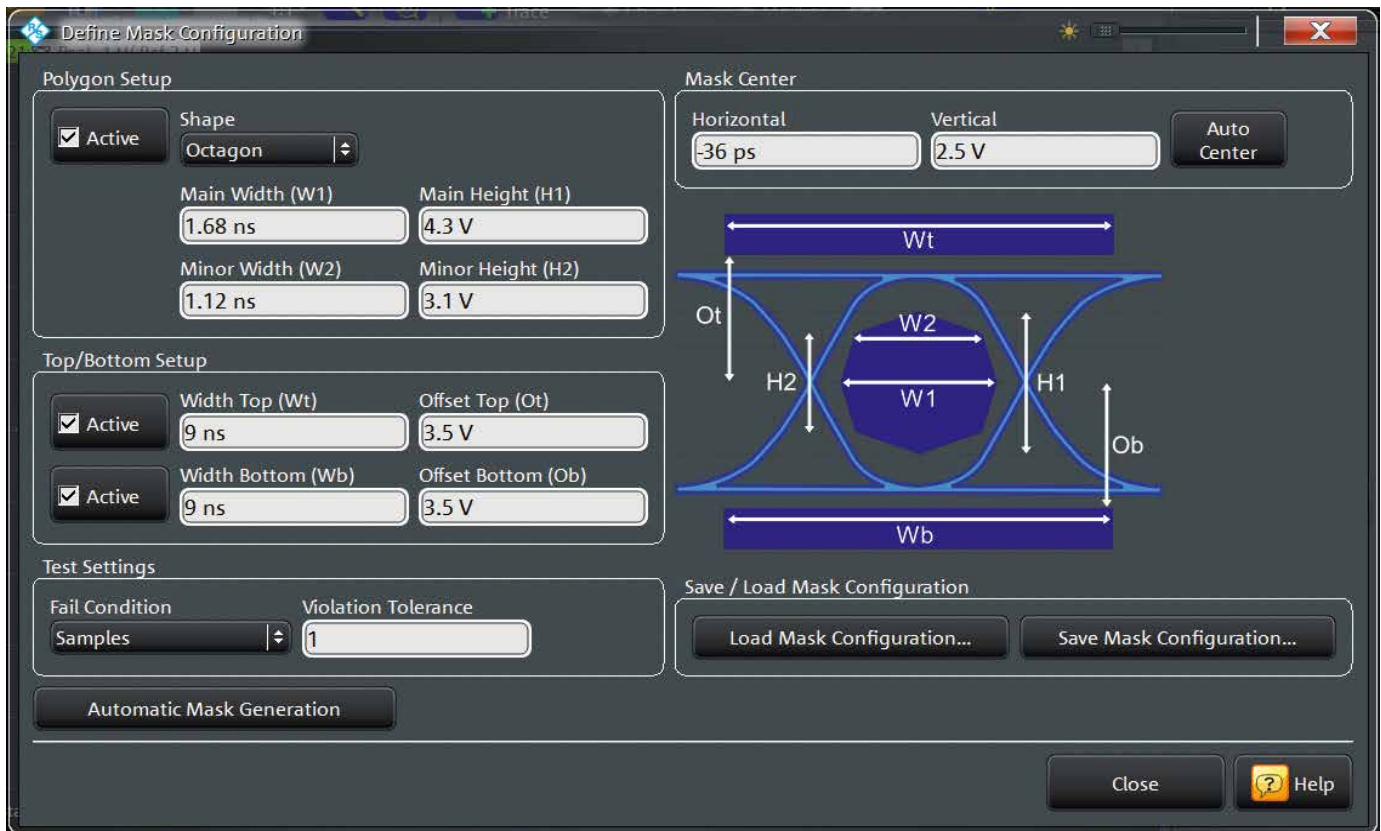 Trace
Define Mask Configuration
Polygon Setup
Active
Shape
Octagon
Main Width (W1) Main Height (H1)
1.68 ns 4.3 V
Minor Width (W2) Minor Height (H2)
1.12 ns 3.1 V
Top/Bottom Setup
Active
Width Top (Wt) Offset Top (Ot)
9 ns 3.5 V
Active
Width Bottom (Wb) Offset Bottom (Ob)
9 ns 3.5 V
Test Settings
Fail Condition Violation Tolerance
Samples 1
Automatic Mask Generation
Mask Center
Horizontal Vertical
-36 ps 2.5 V
Auto
Center
Wt
Ot
W2
H2
W1
H1
Ob
Wb
Save / Load Mask Configuration
Load Mask Configuration... Save Mask Configuration...
Close
Help